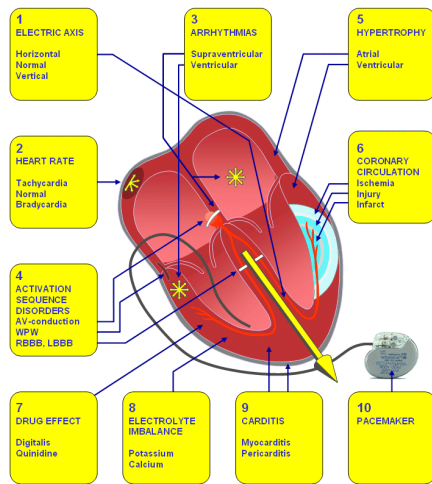 1
ELECTRIC AXIS
Horizontal
Normal
Vertical
3
ARRHYTHMIAS
Supraventricular
Ventricular
5
HYPERTROPHY
Atrial
Ventricular
2
HEART RATE
Tachycardia
Normal
Bradycardia
6
CORONARY
CIRCULATION
Ischemia
Injury
Infarct
4
ACTIVATION
SEQUENCE
DISORDERS
AV-conduction
WPW
RBBB, LBBB
7
DRUG EFFECT
Digitalis
Quinidine
8
ELECTROLYTE
IMBALANCE
Potassium
Calcium
9
CARDITIS
Myocarditis
Pericarditis
10
PACEMAKER